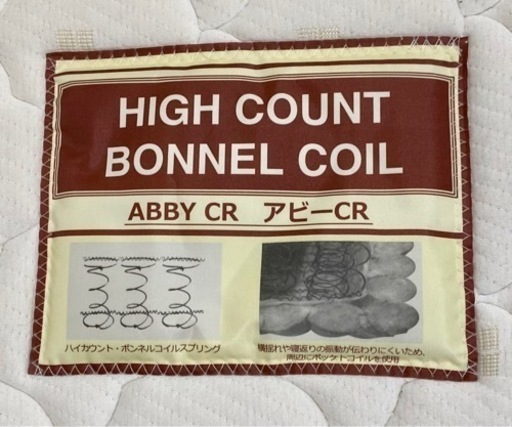 HIGH COUNT
BONNEL COIL
ABBY CR アビーCR
ハイカウント・ボンネルコイルスプリング
横揺れや寝返りの振動が伝わりにくいため、
周辺にポケットコイルを使用